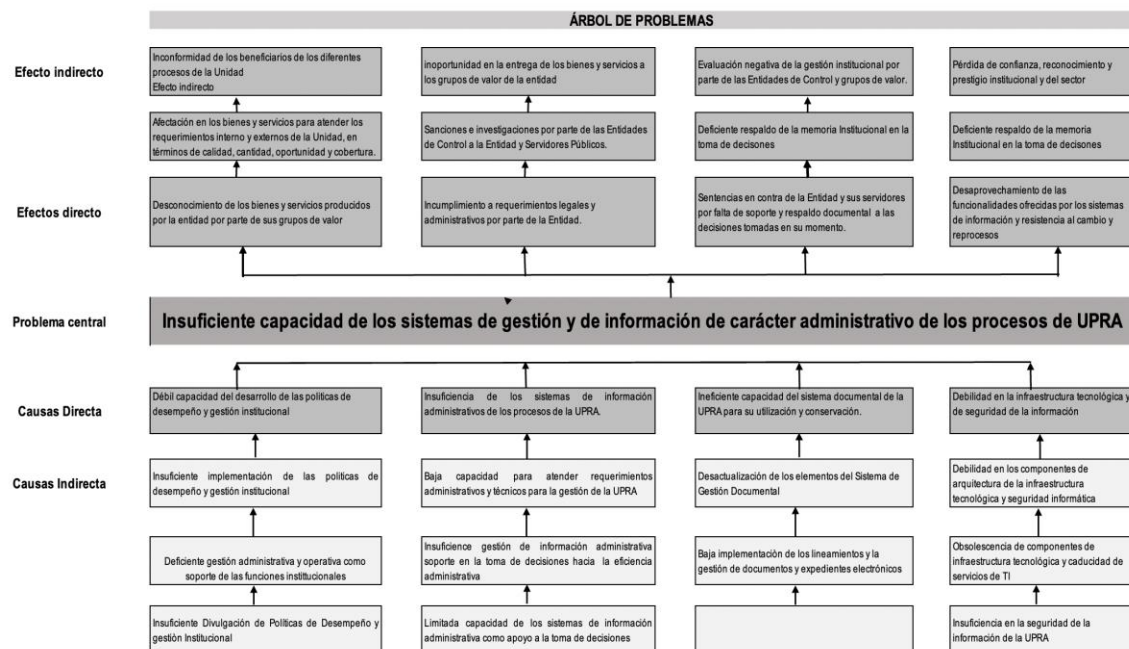 ÁRBOL DE PROBLEMAS
Efecto indirecto
Inconformidad de los beneficiarios de los diferentes
procesos de la Unidad
Efecto indirecto
inoportunidad en la entrega de los bienes y servicios a
los grupos de valor de la entidad
Evaluación negativa de la gestión institucional por
parte de las Entidades de Control y grupos de valor.
Pérdida de confianza, reconocimiento y
prestigio institucional y del sector
Afectación en los bienes y servicios para atender los
requerimientos interno y externos de la Unidad, en
términos de calidad, cantidad, oportunidad y cobertura.
Sanciones e investigaciones por parte de las Entidades
de Control a la Entidad y Servidores Públicos.
Deficiente respaldo de la memoria Institucional en la
toma de decisones
Deficiente respaldo de la memoria
Institucional en la toma de decisones
Efectos directo
Desconocimiento de los bienes y servicios producidos
por la entidad por parte de sus grupos de valor
Incumplimiento a requerimientos legales y
administrativos por parte de la Entidad.
Sentencias en contra de la Entidad y sus servidores
por falta de soporte y respaldo documental a las
decisiones tomadas en su momento.
Desaprovechamiento de las
funcionalidades ofrecidas por los sistemas
de información y resistencia al cambio y
reprocesos
Problema central
Insuficiente capacidad de los sistemas de gestión y de información de carácter administrativo de los procesos de UPRA
Causas Directa
Débil capacidad del desarrollo de las politicas de
desempeño y gestión institucional
Insuficiencia de los sistemas de información
administrativos de los procesos de la UPRA.
Ineficiente capacidad del sistema documental de la
UPRA para su utilización y conservación.
Debilidad en la infraestructura tecnológica y
de seguridad de la información
Causas Indirecta
Insuficiente implementación de las politicas de
desempeño y gestión institucional
Baja capacidad para atender requerimientos
administrativos y técnicos para la gestión de la UPRA
Desactualización de los elementos del Sistema de
Gestión Documental
Debilidad en los componentes de
arquitectura de la infraestructura
tecnológica y seguridad informática
Deficiente gestión administrativa y operativa como
soporte de las funciones instititucionales
Insuficience gestión de información administrativa
soporte en la toma de decisiones hacia la eficiencia
administrativa
Baja implementación de los lineamientos y la
gestión de documentos y expedientes electrónicos
Obsolescencia de componentes de
infraestructura tecnológica y caducidad de
servicios de TI
Insuficiente Divulgación de Políticas de Desempeño y
gestión Institucional
Limitada capacidad de los sistemas de información
administrativa como apoyo a la toma de decisiones
Insuficiencia en la seguridad de la
información de la UPRA